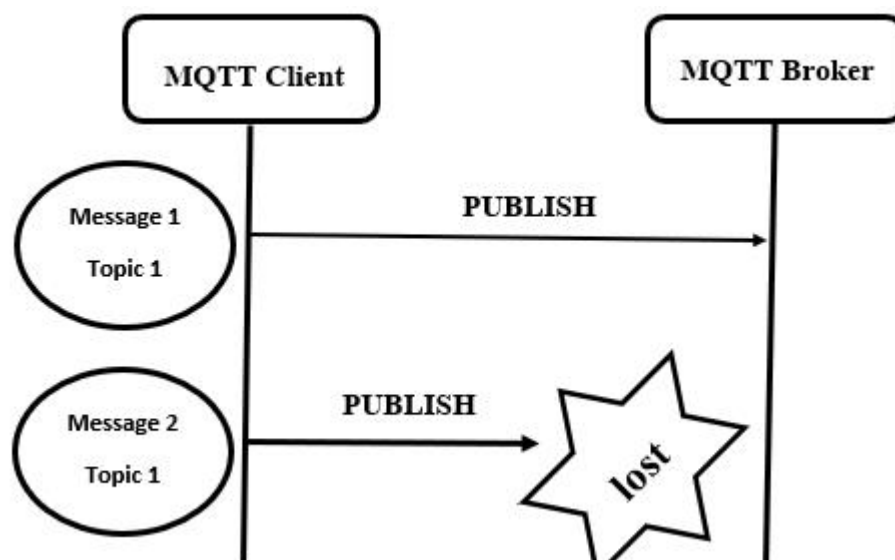 MQTT Client
MQTT Broker
Message 1
Topic 1
PUBLISH
Message 2
Topic 1
PUBLISH
lost